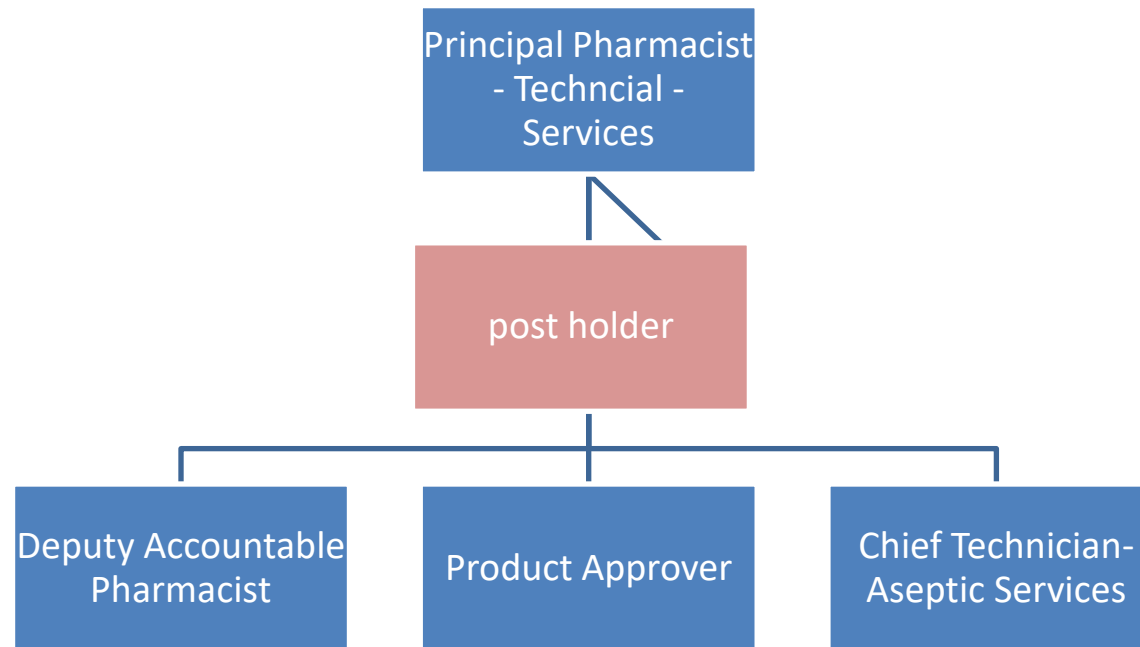 Principal Pharmacist
- Techncial -
Services
post holder
Deputy Accountable
Pharmacist
Product Approver
Chief Technician-
Aseptic Services